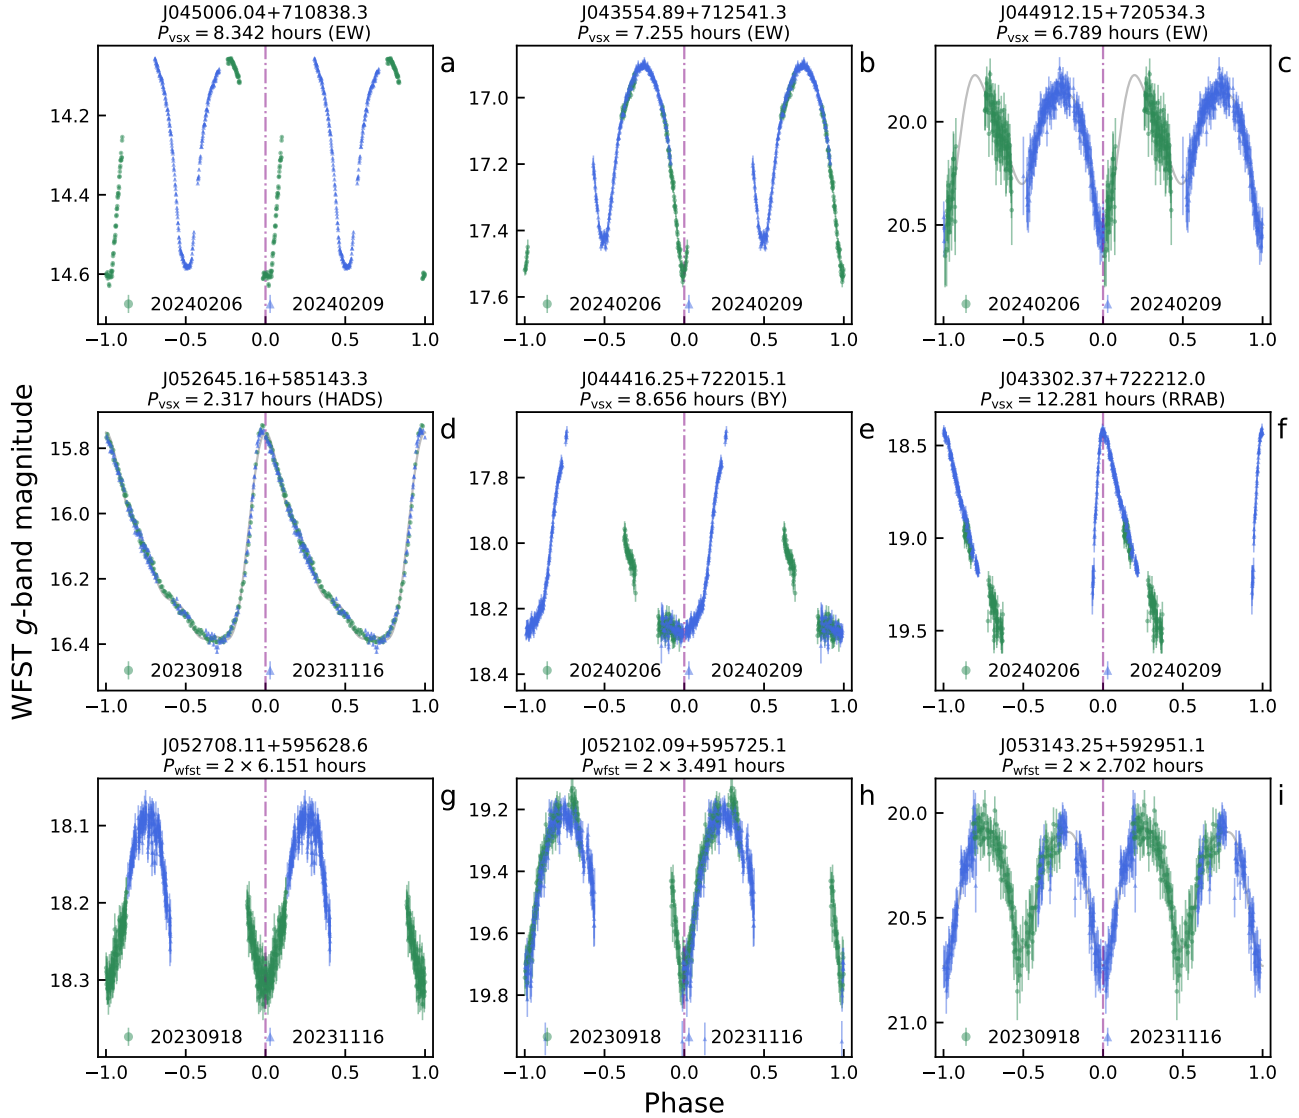 J045006.04+710838.3
P_vsx = 8.342 hours (EW)
a
14.2
14.4
14.6
20240206 20240209
−1.0 −0.5 0.0 0.5 1.0
J043554.89+712541.3
P_vsx = 7.255 hours (EW)
b
17.0
17.2
17.4
17.6
20240206 20240209
−1.0 −0.5 0.0 0.5 1.0
J044912.15+720534.3
P_vsx = 6.789 hours (EW)
c
20.0
20.5
20240206 20240209
−1.0 −0.5 0.0 0.5 1.0
WFST g-band magnitude
J052645.16+585143.3
P_vsx = 2.317 hours (HADS)
d
15.8
16.0
16.2
16.4
20230918 20231116
−1.0 −0.5 0.0 0.5 1.0
J044416.25+722015.1
P_vsx = 8.656 hours (BY)
e
17.8
18.0
18.2
18.4
20240206 20240209
−1.0 −0.5 0.0 0.5 1.0
J043302.37+722212.0
P_vsx = 12.281 hours (RRAB)
f
18.5
19.0
19.5
20240206 20240209
−1.0 −0.5 0.0 0.5 1.0
J052708.11+595628.6
P_wfst = 2 × 6.151 hours
g
18.1
18.2
18.3
20230918 20231116
−1.0 −0.5 0.0 0.5 1.0
J052102.09+595725.1
P_wfst = 2 × 3.491 hours
h
19.2
19.4
19.6
19.8
20230918 20231116
−1.0 −0.5 0.0 0.5 1.0
J053143.25+592951.1
P_wfst = 2 × 2.702 hours
i
20.0
20.5
21.0
20230918 20231116
−1.0 −0.5 0.0 0.5 1.0
Phase